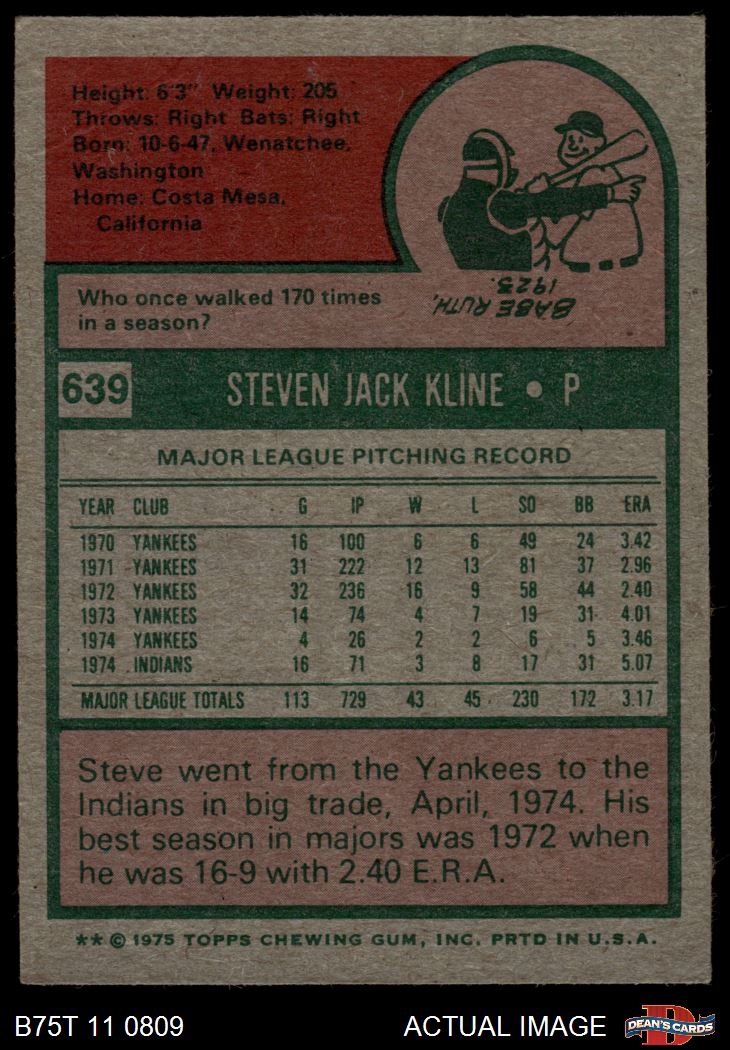 Height: 6'3" Weight: 205
Throws: Right Bats: Right
Born: 10-6-47, Wenatchee,
Washington
Home: Costa Mesa,
California
Who once walked 170 times
in a season?
BABE RUTH,
1923.
639
STEVEN JACK KLINE • P
MAJOR LEAGUE PITCHING RECORD
YEAR CLUB G IP W L SO BB ERA
1970 YANKEES 16 100 6 6 49 24 3.42
1971 YANKEES 31 222 12 13 81 37 2.96
1972 YANKEES 32 236 16 9 58 44 2.40
1973 YANKEES 14 74 4 7 19 31 4.01
1974 YANKEES 4 26 2 2 6 5 3.46
1974 INDIANS 16 71 3 8 17 31 5.07
MAJOR LEAGUE TOTALS 113 729 43 45 230 172 3.17
Steve went from the Yankees to the
Indians in big trade, April, 1974. His
best season in majors was 1972 when
he was 16-9 with 2.40 E.R.A.
** © 1975 TOPPS CHEWING GUM, INC. PRTD IN U.S.A.
B75T 11 0809
ACTUAL IMAGE
D
DEAN'S CARDS